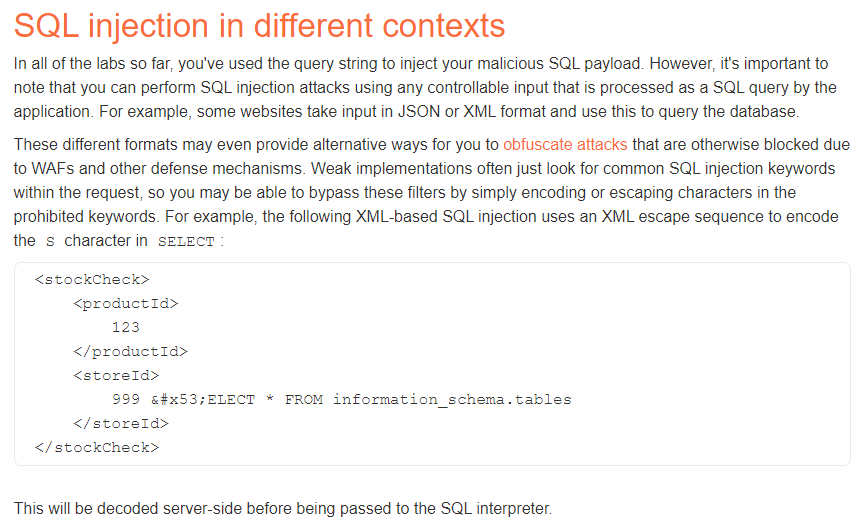 SQL injection in different contexts
In all of the labs so far, you've used the query string to inject your malicious SQL payload. However, it's important to
note that you can perform SQL injection attacks using any controllable input that is processed as a SQL query by the
application. For example, some websites take input in JSON or XML format and use this to query the database.
These different formats may even provide alternative ways for you to obfuscate attacks that are otherwise blocked due
to WAFs and other defense mechanisms. Weak implementations often just look for common SQL injection keywords
within the request, so you may be able to bypass these filters by simply encoding or escaping characters in the
prohibited keywords. For example, the following XML-based SQL injection uses an XML escape sequence to encode
the S character in SELECT :
<stockCheck>
    <productId>
        123
    </productId>
    <storeId>
        999 &#x53;ELECT * FROM information_schema.tables
    </storeId>
</stockCheck>
This will be decoded server-side before being passed to the SQL interpreter.